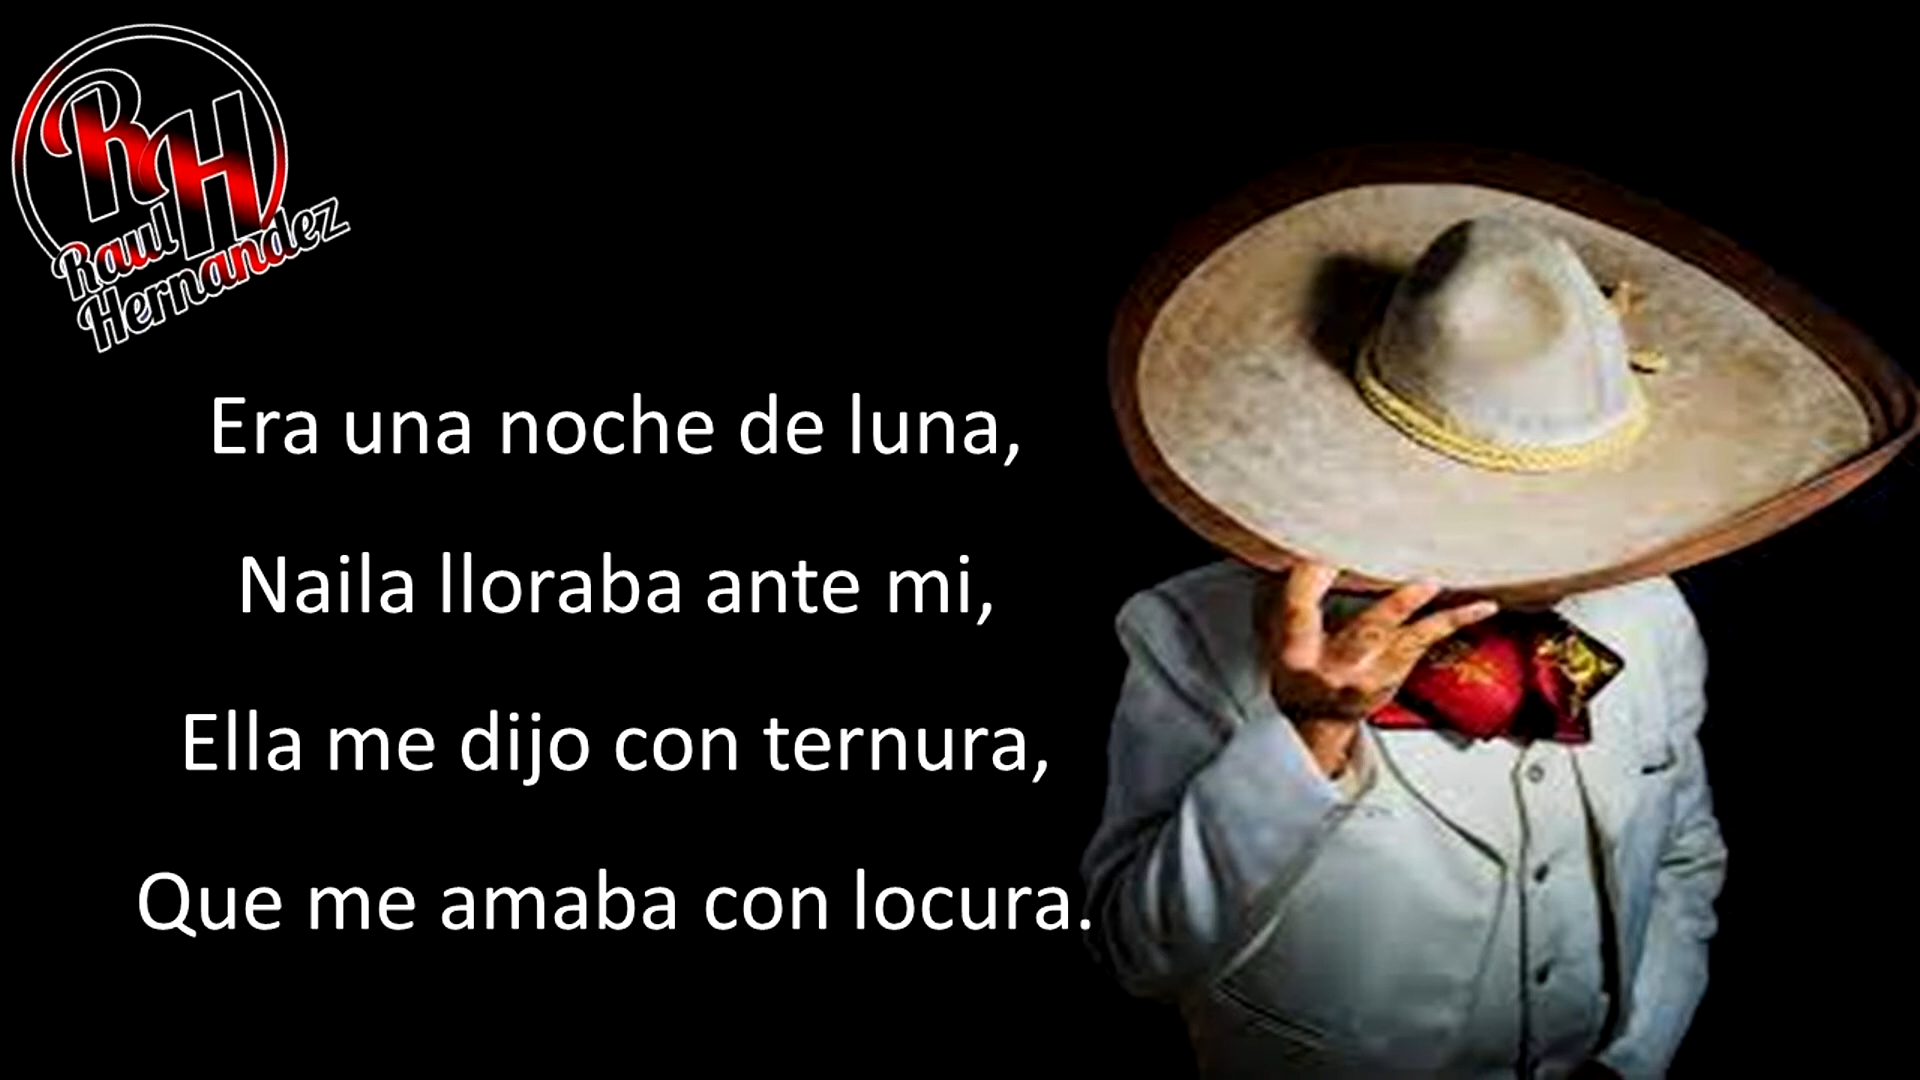 RH
Raul
Hernandez
Era una noche de luna,
Naila lloraba ante mi,
Ella me dijo con ternura,
Que me amaba con locura.